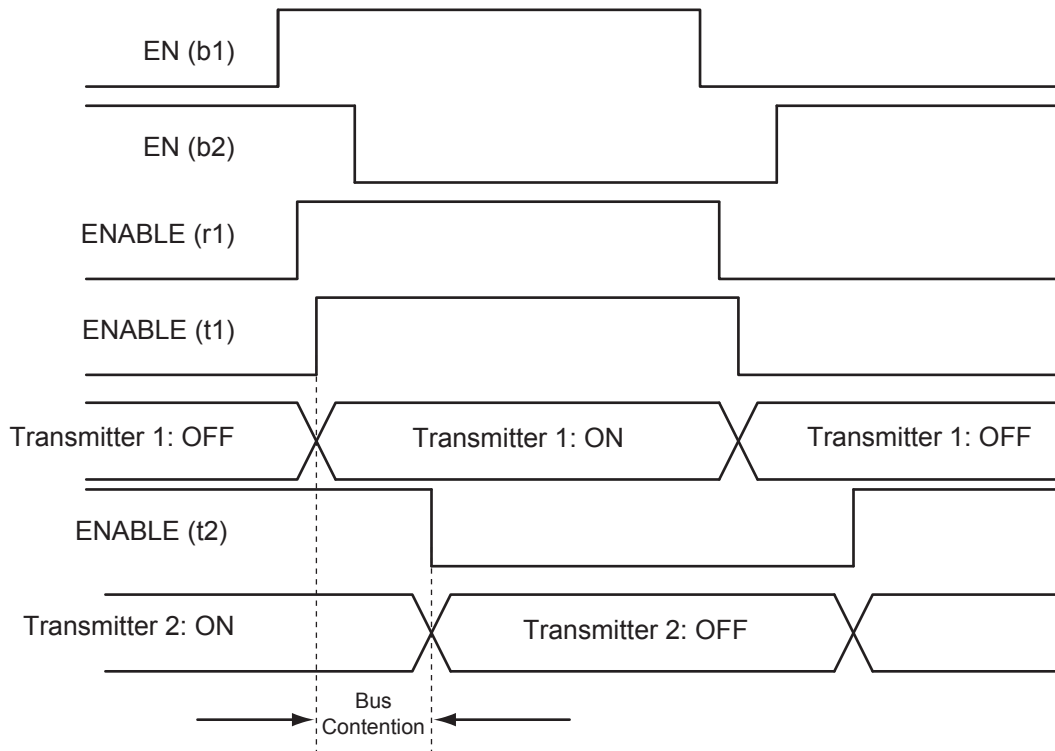 EN (b1)
EN (b2)
ENABLE (r1)
ENABLE (t1)
Transmitter 1: OFF
Transmitter 1: ON
Transmitter 1: OFF
ENABLE (t2)
Transmitter 2: ON
Transmitter 2: OFF
Bus
Contention